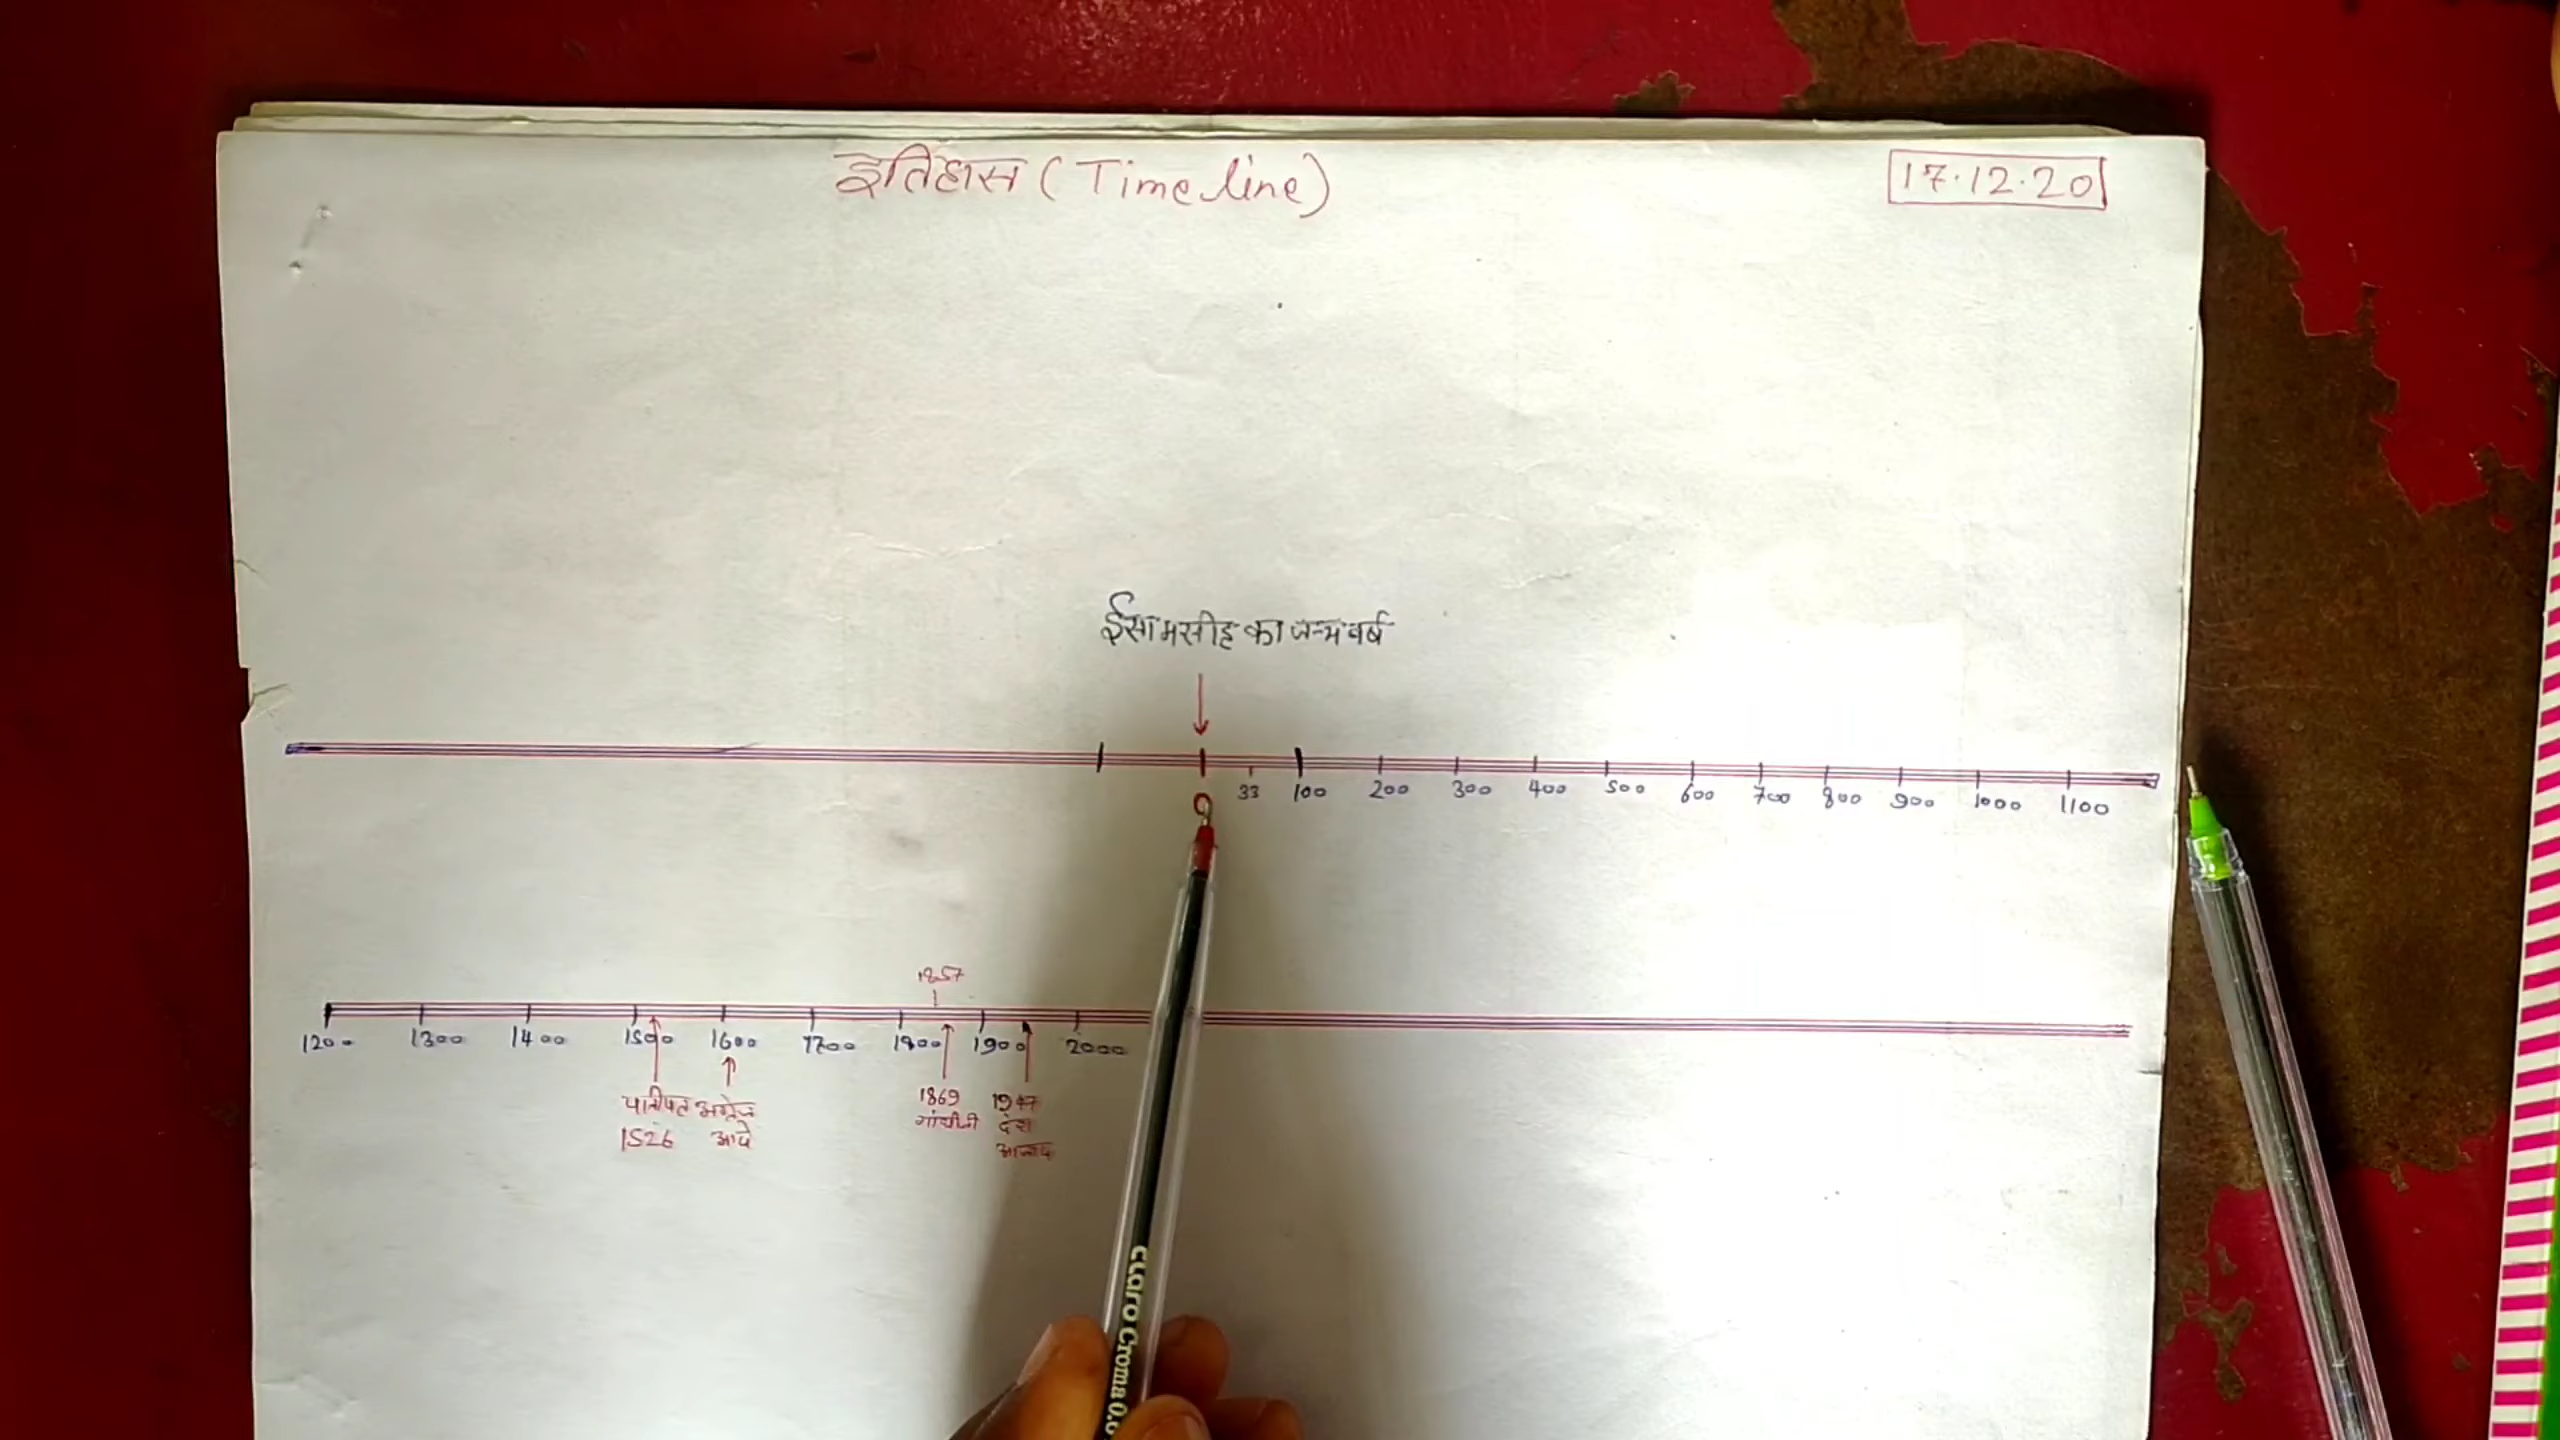 इतिहास (Time line)
17.12.20
ईसा मसीह का जन्म वर्ष
0 33 100 200 300 400 500 600 700 800 900 1000 1100
1857
1200 1300 1400 1500 1600 1700 1800 1900 2000
पानीपत अंग्रेज 1869 1947
1526 आये गांधीजी देश
आजाद
Claro Croma 0.